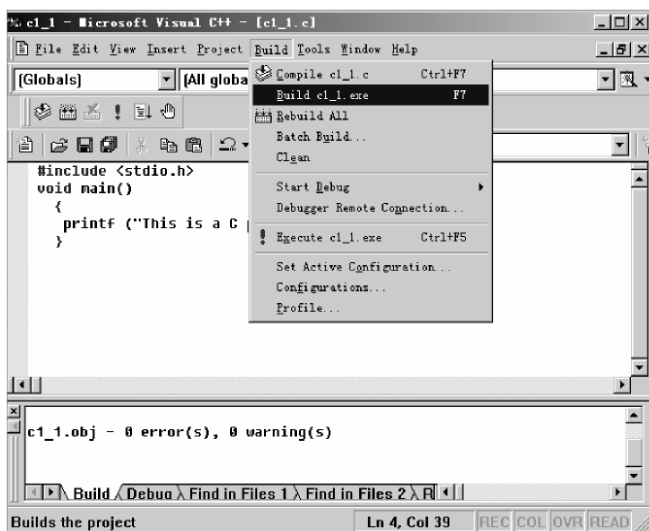 c1_1 - Microsoft Visual C++ - [c1_1.c]
File Edit View Insert Project Build Tools Window Help
(Globals) (All globa
Compile c1_1.c Ctrl+F7
Build c1_1.exe F7
Rebuild All
Batch Build...
Clean
Start Debug
Debugger Remote Connection...
Execute c1_1.exe Ctrl+F5
Set Active Configuration...
Configurations...
Profile...
#include <stdio.h>
void main()
{
printf ("This is a C
}
c1_1.obj - 0 error(s), 0 warning(s)
Build Debug Find in Files 1 Find in Files 2 R
Builds the project Ln 4, Col 39 REC COL OVR READ